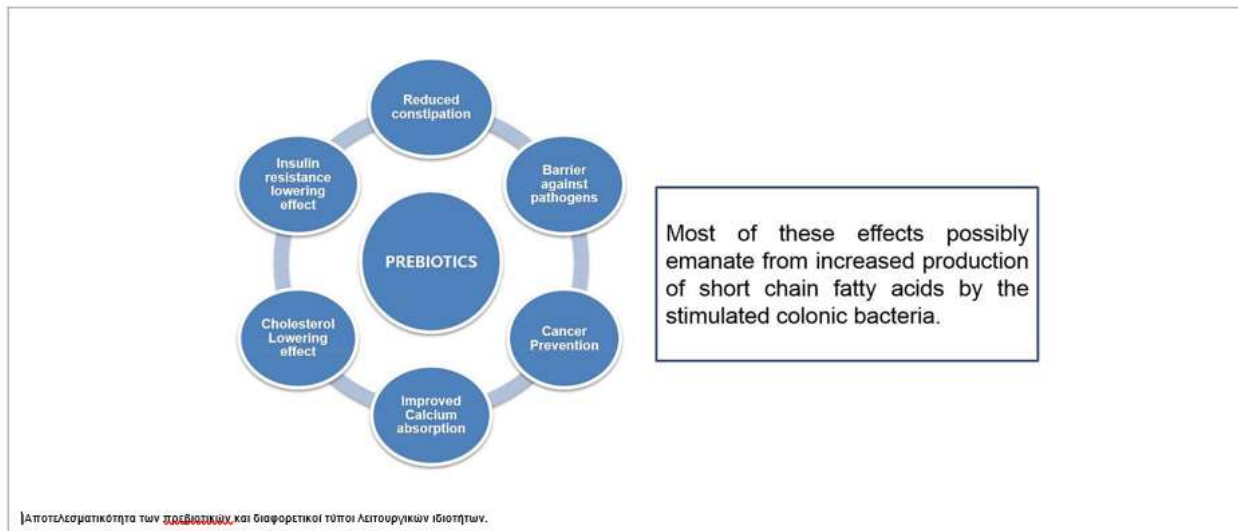 Reduced
constipation
Barrier
against
pathogens
Cancer
Prevention
Improved
Calcium
absorption
Cholesterol
Lowering
effect
Insulin
resistance
lowering
effect
PREBIOTICS
Most of these effects possibly
emanate from increased production
of short chain fatty acids by the
stimulated colonic bacteria.
Αποτελεσματικότητα των πρεβιοτικών και διαφορετικοί τύποι λειτουργικών ιδιοτήτων.